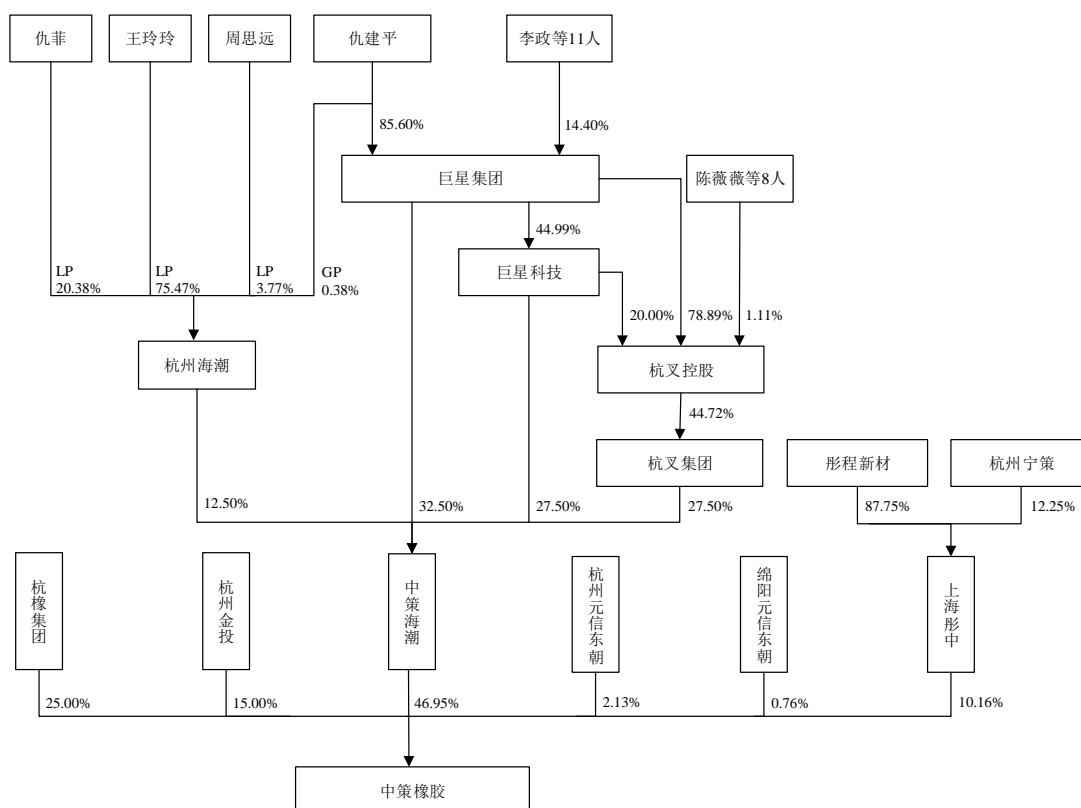 仇菲
王玲玲
周思远
仇建平
李政等11人
85.60%
14.40%
巨星集团
陈薇薇等8人
44.99%
巨星科技
LP
20.38%
LP
75.47%
LP
3.77%
GP
0.38%
20.00%
78.89%
1.11%
杭州海潮
杭叉控股
44.72%
杭叉集团
彤程新材
杭州宁策
12.50%
32.50%
27.50%
27.50%
87.75%
12.25%
杭橡集团
杭州金投
中策海潮
杭州元信东朝
绵阳元信东朝
上海彤中
25.00%
15.00%
46.95%
2.13%
0.76%
10.16%
中策橡胶